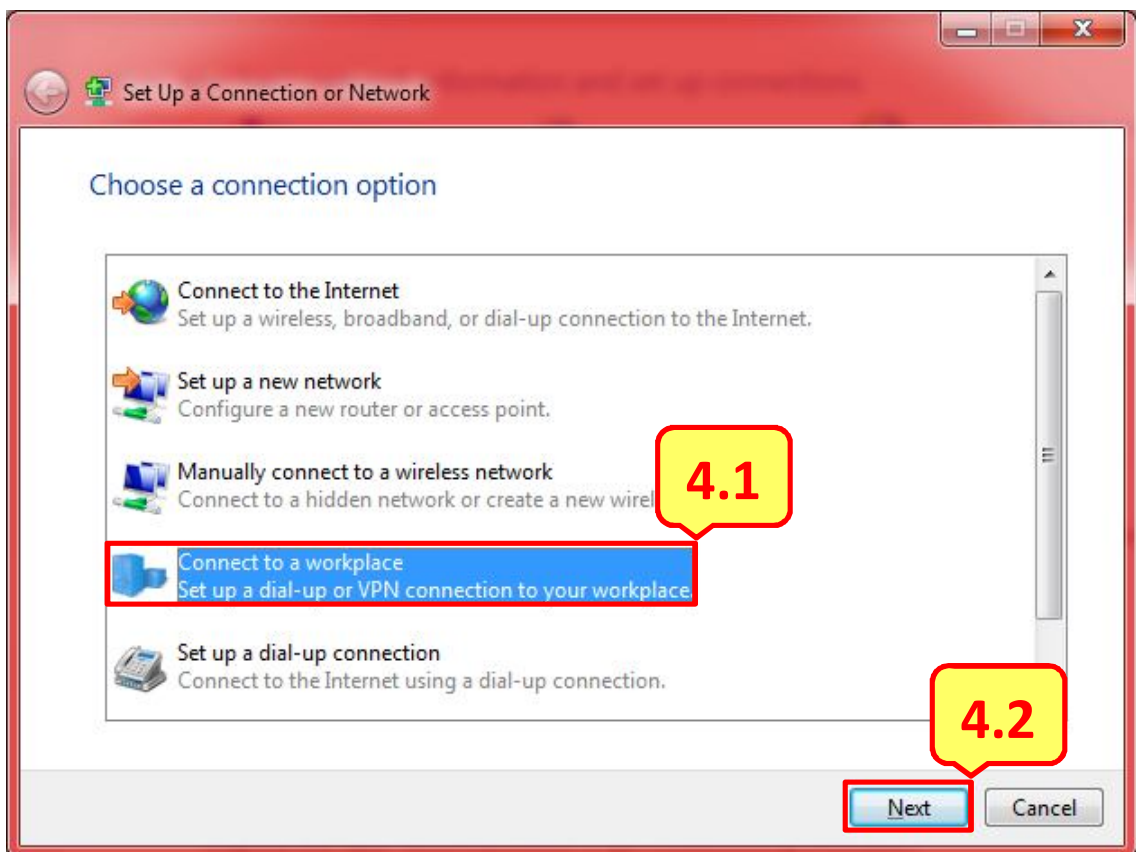 Set Up a Connection or Network
Choose a connection option
Connect to the Internet
Set up a wireless, broadband, or dial-up connection to the Internet.
Set up a new network
Configure a new router or access point.
Manually connect to a wireless network
Connect to a hidden network or create a new
4.1
Connect to a workplace
Set up a dial-up or VPN connection to your workplace.
Set up a dial-up connection
Connect to the Internet using a dial-up connection.
4.2
Next
Cancel